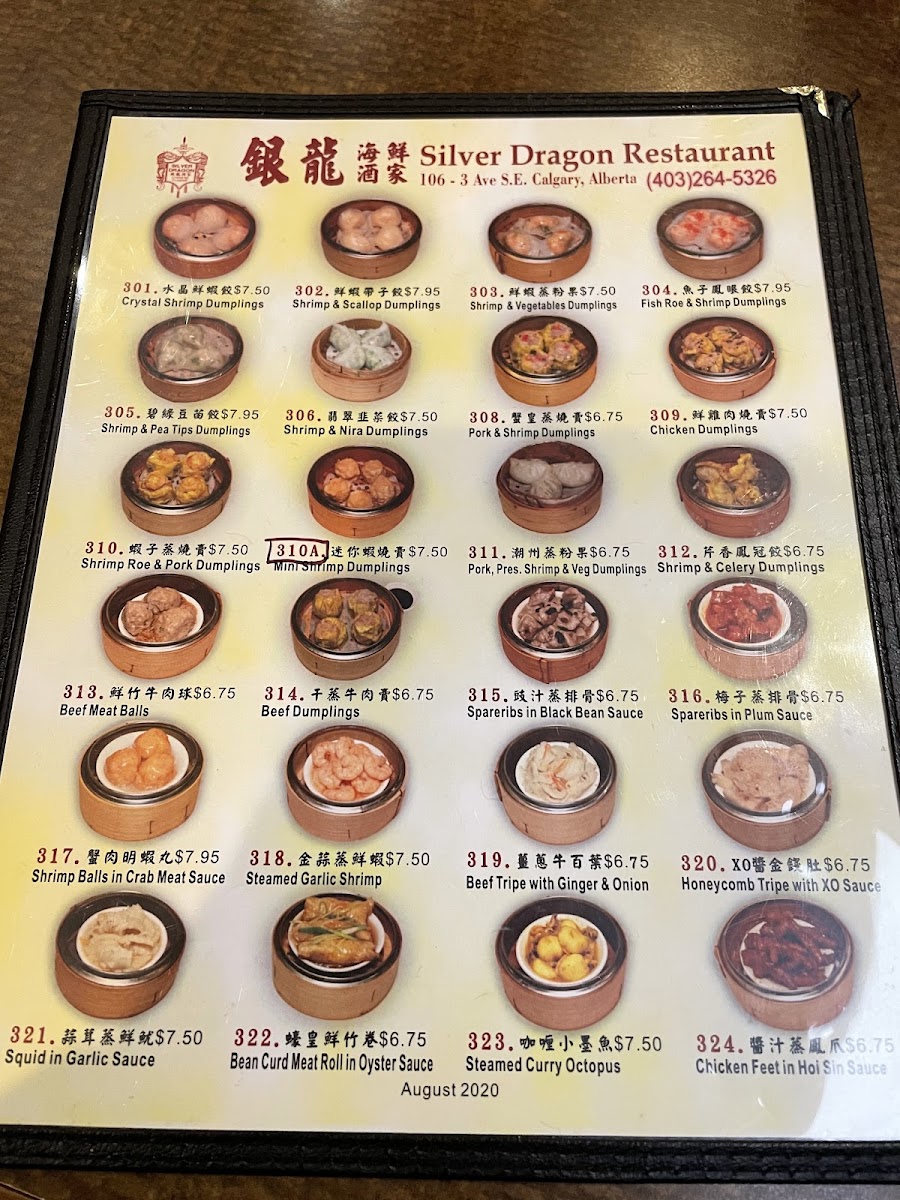 SILVER DRAGON
銀龍 海鮮酒家 Silver Dragon Restaurant
106 - 3 Ave S.E. Calgary, Alberta (403)264-5326
301. 水晶鮮蝦餃$7.50
Crystal Shrimp Dumplings
302. 鮮蝦帶子餃$7.95
Shrimp & Scallop Dumplings
303. 鮮蝦蒸粉果$7.50
Shrimp & Vegetables Dumplings
304. 魚子鳳眼餃$7.95
Fish Roe & Shrimp Dumplings
305. 碧綠豆苗餃$7.95
Shrimp & Pea Tips Dumplings
306. 翡翠韭菜餃$7.50
Shrimp & Nira Dumplings
308. 蟹皇蒸燒賣$6.75
Pork & Shrimp Dumplings
309. 鮮雞肉燒賣$7.50
Chicken Dumplings
310. 蝦子蒸燒賣$7.50
Shrimp Roe & Pork Dumplings
310A. 迷你蝦燒賣$7.50
Mini Shrimp Dumplings
311. 潮州蒸粉果$6.75
Pork, Pres. Shrimp & Veg Dumplings
312. 芹香鳳冠餃$6.75
Shrimp & Celery Dumplings
313. 鮮竹牛肉球$6.75
Beef Meat Balls
314. 干蒸牛肉賣$6.75
Beef Dumplings
315. 豉汁蒸排骨$6.75
Spareribs in Black Bean Sauce
316. 梅子蒸排骨$6.75
Spareribs in Plum Sauce
317. 蟹肉明蝦丸$7.95
Shrimp Balls in Crab Meat Sauce
318. 金蒜蒸鮮蝦$7.50
Steamed Garlic Shrimp
319. 薑蔥牛百葉$6.75
Beef Tripe with Ginger & Onion
320. XO醬金錢肚$6.75
Honeycomb Tripe with XO Sauce
321. 蒜茸蒸鮮魷$7.50
Squid in Garlic Sauce
322. 蠔皇鮮竹卷$6.75
Bean Curd Meat Roll in Oyster Sauce
323. 咖喱小墨魚$7.50
Steamed Curry Octopus
324. 醬汁蒸鳳爪$6.75
Chicken Feet in Hoi Sin Sauce
August 2020